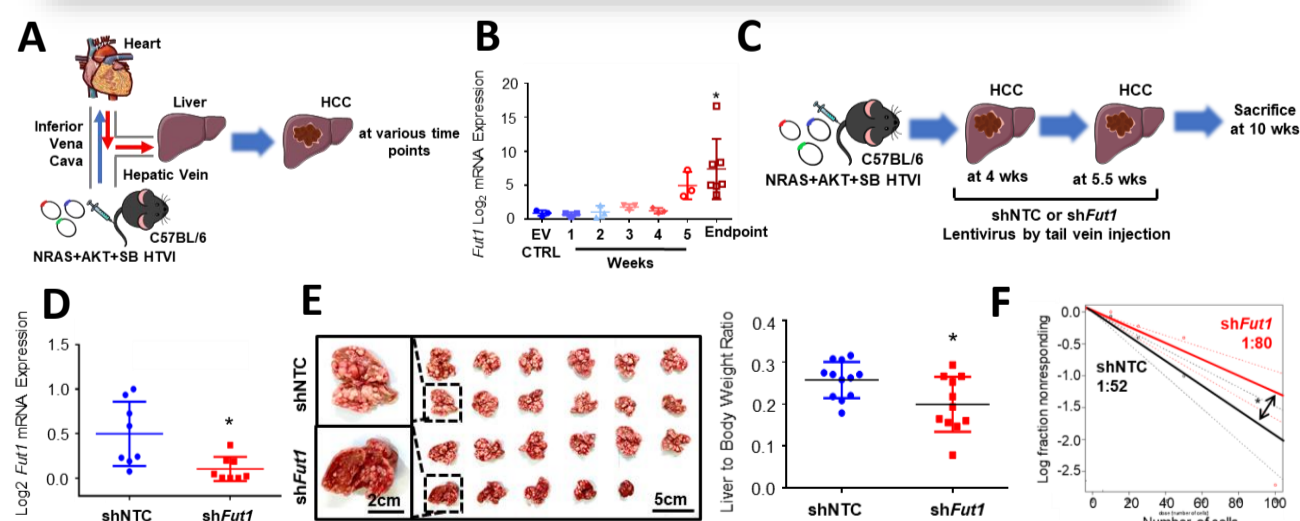 A
Heart
Liver
HCC
Inferior
Vena
Cava
at various time
points
Hepatic Vein
C57BL/6
NRAS+AKT+SB HTVI
B
Fut1 Log2 mRNA Expression
20
15
10
5
0
*
EV
CTRL
1
2
3
4
5
Endpoint
Weeks
C
HCC
HCC
Sacrifice
at 10 wks
C57BL/6
NRAS+AKT+SB HTVI
at 4 wks
at 5.5 wks
shNTC or shFut1
Lentivirus by tail vein injection
D
Log2 Fut1 mRNA Expression
1.5
1.0
0.5
0.0
*
shNTC
shFut1
E
shNTC
shFut1
2cm
5cm
Liver to Body Weight Ratio
0.4
0.3
0.2
0.1
0.0
*
shNTC
shFut1
F
Log fraction nonresponding
0.0
-0.5
-1.0
-1.5
-2.0
-2.5
shFut1
1:80
shNTC
1:52
*
0
20
40
60
80
100
dose (number of cells)
Number of cells